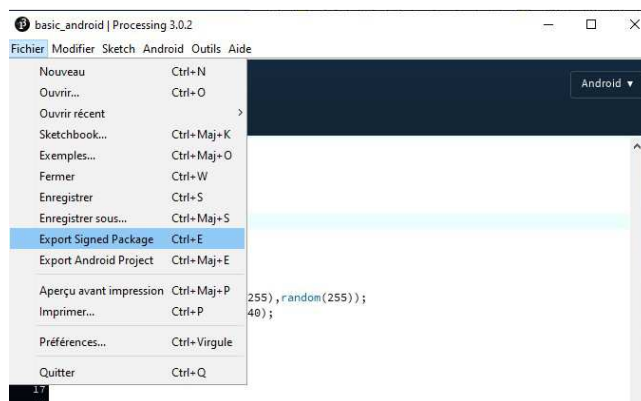 basic_android | Processing 3.0.2
Fichier Modifier Sketch Android Outils Aide
Nouveau Ctrl+N
Android ▼
Ouvrir... Ctrl+O
Ouvrir récent >
Sketchbook... Ctrl+Maj+K
Exemples... Ctrl+Maj+O
Fermer Ctrl+W
Enregistrer Ctrl+S
Enregistrer sous... Ctrl+Maj+S
Export Signed Package Ctrl+E
Export Android Project Ctrl+Maj+E
Aperçu avant impression Ctrl+Maj+P
255),random(255));
Imprimer... Ctrl+P
40);
Préférences... Ctrl+Virgule
Quitter Ctrl+Q
17